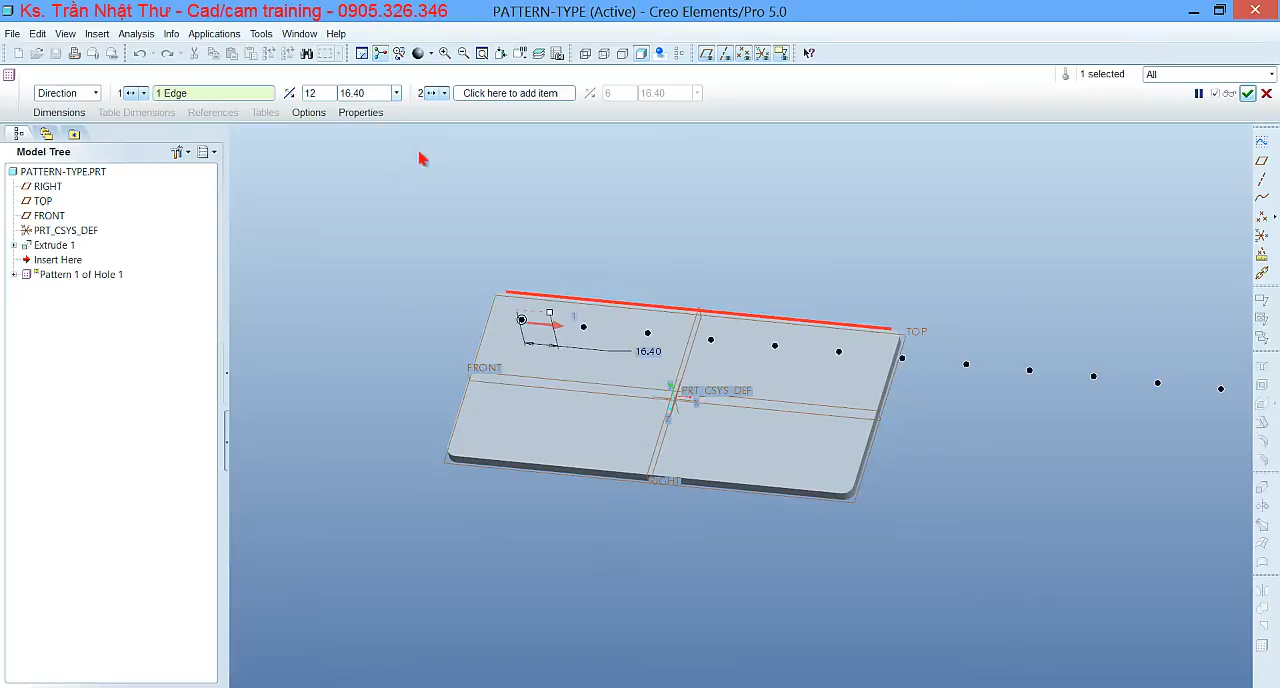 Ks. Trần Nhật Thư - Cad/cam training - 0905.326.346
PATTERN-TYPE (Active) - Creo Elements/Pro 5.0
File Edit View Insert Analysis Info Applications Tools Window Help
1 selected All
Direction 1 1 Edge 12 16.40 2 Click here to add item 6 16.40
Dimensions Table Dimensions References Tables Options Properties
Model Tree
PATTERN-TYPE.PRT
RIGHT
TOP
FRONT
PRT_CSYS_DEF
Extrude 1
Insert Here
Pattern 1 of Hole 1
1
TOP
16.40
FRONT
PRT_CSYS_DEF
RIGHT